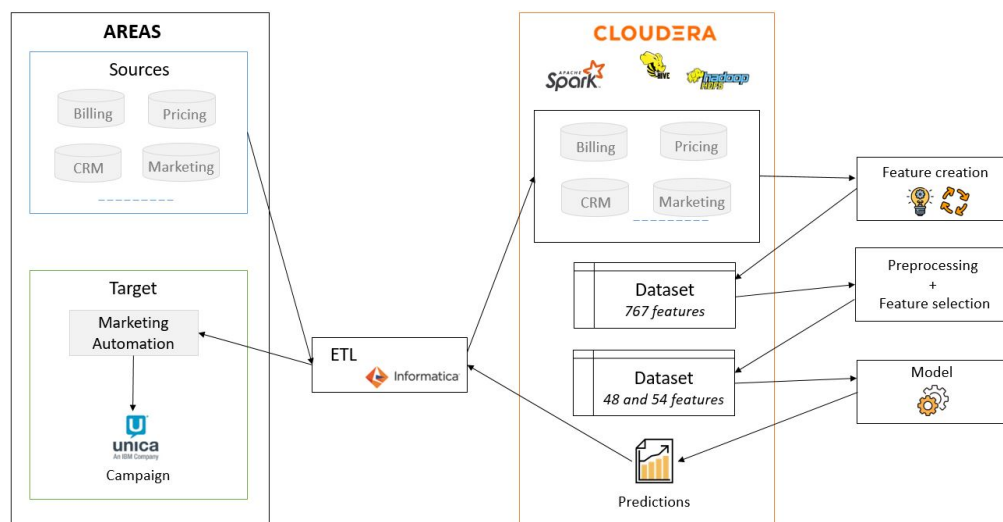 AREAS
Sources
Billing
Pricing
CRM
Marketing
Target
Marketing
Automation
unica
An IBM Company
Campaign
ETL
Informatica
CLOUDERA
APACHE
Spark
HIVE
hadoop
HDFS
Billing
Pricing
CRM
Marketing
Dataset
767 features
Dataset
48 and 54 features
Predictions
Feature creation
Preprocessing
+
Feature selection
Model